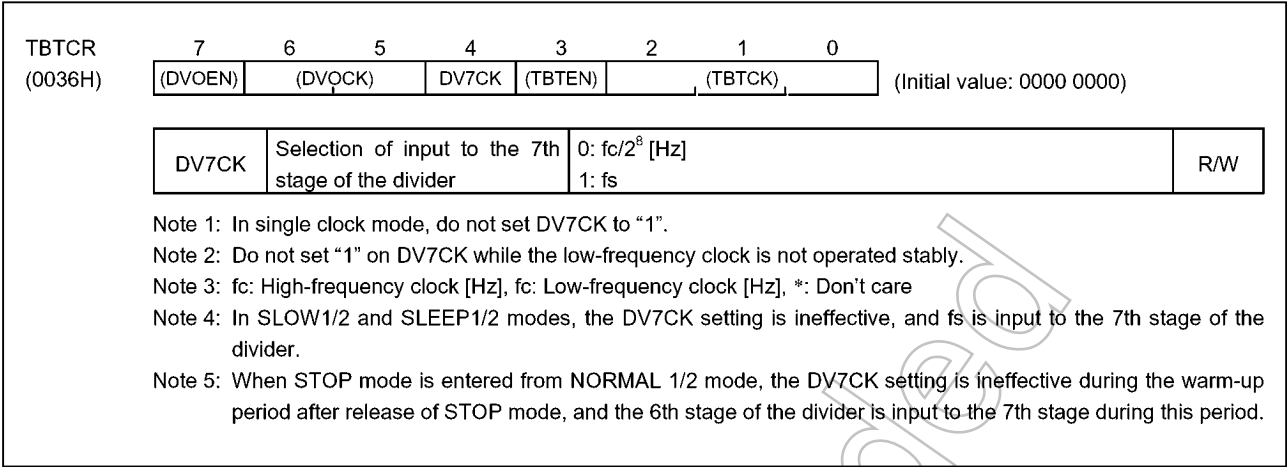 TBTCR 7 6 5 4 3 2 1 0
(0036H) (DVOEN) (DVOCK) DV7CK (TBTEN) (TBTCK) (Initial value: 0000 0000)
DV7CK Selection of input to the 7th stage of the divider 0: fc/2⁸ [Hz] 1: fs R/W
Note 1: In single clock mode, do not set DV7CK to “1”.
Note 2: Do not set “1” on DV7CK while the low-frequency clock is not operated stably.
Note 3: fc: High-frequency clock [Hz], fc: Low-frequency clock [Hz], *: Don’t care
Note 4: In SLOW1/2 and SLEEP1/2 modes, the DV7CK setting is ineffective, and fs is input to the 7th stage of the
divider.
Note 5: When STOP mode is entered from NORMAL 1/2 mode, the DV7CK setting is ineffective during the warm-up
period after release of STOP mode, and the 6th stage of the divider is input to the 7th stage during this period.
ded